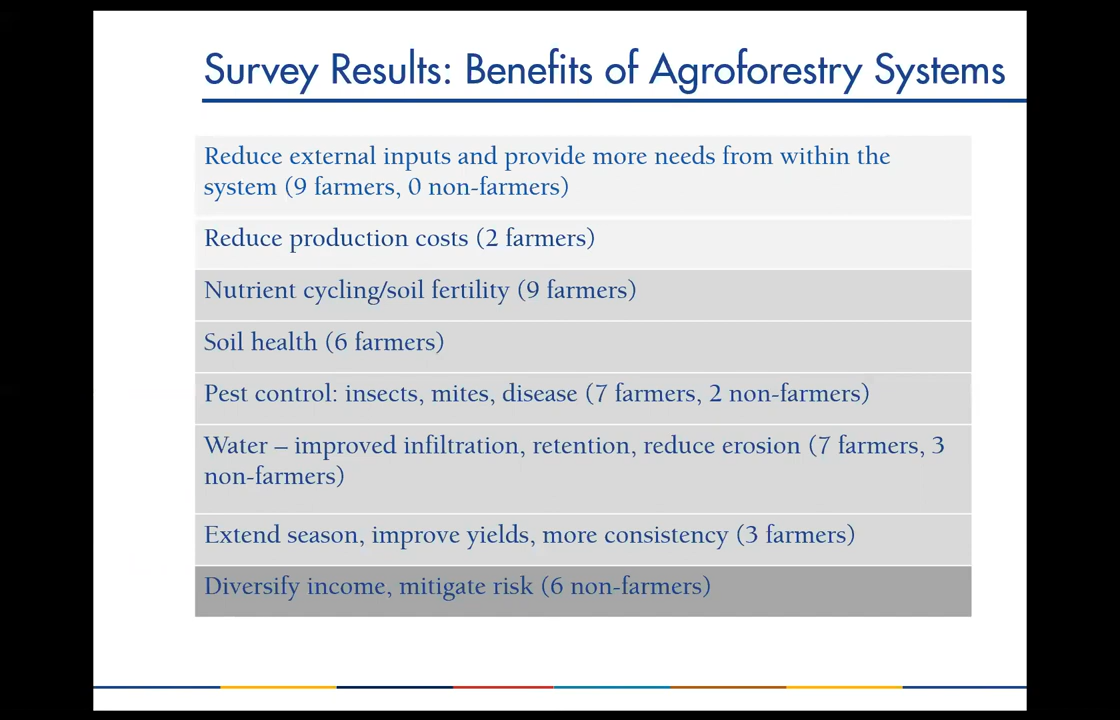 Survey Results: Benefits of Agroforestry Systems
Reduce external inputs and provide more needs from within the
system (9 farmers, 0 non-farmers)
Reduce production costs (2 farmers)
Nutrient cycling/soil fertility (9 farmers)
Soil health (6 farmers)
Pest control: insects, mites, disease (7 farmers, 2 non-farmers)
Water – improved infiltration, retention, reduce erosion (7 farmers, 3
non-farmers)
Extend season, improve yields, more consistency (3 farmers)
Diversify income, mitigate risk (6 non-farmers)